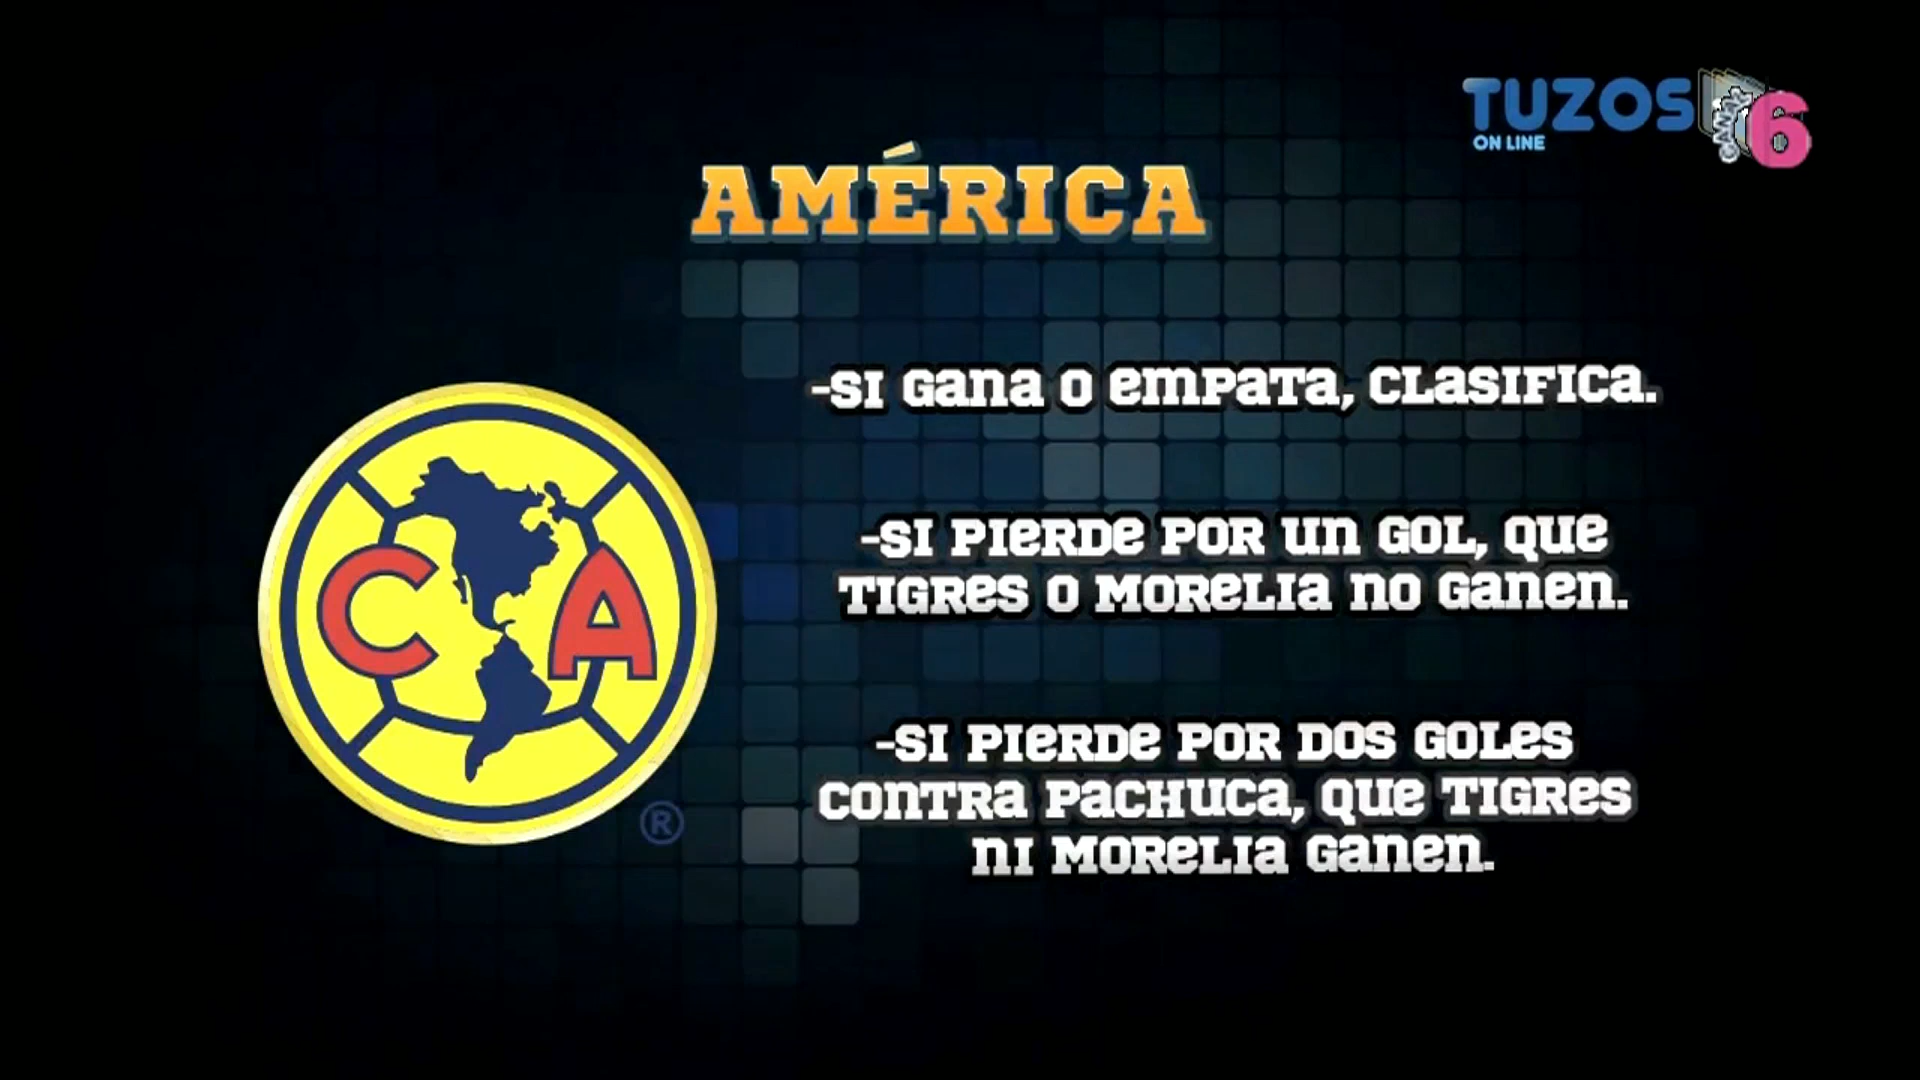 TUZOS
ON LINE
CANAL 6
AMÉRICA
-SI GANA O EMPATA, CLASIFICA.
-SI PIERDE POR UN GOL, QUE
TIGRES O MORELIA NO GANEN.
-SI PIERDE POR DOS GOLES
CONTRA PACHUCA, QUE TIGRES
NI MORELIA GANEN.
C A
®